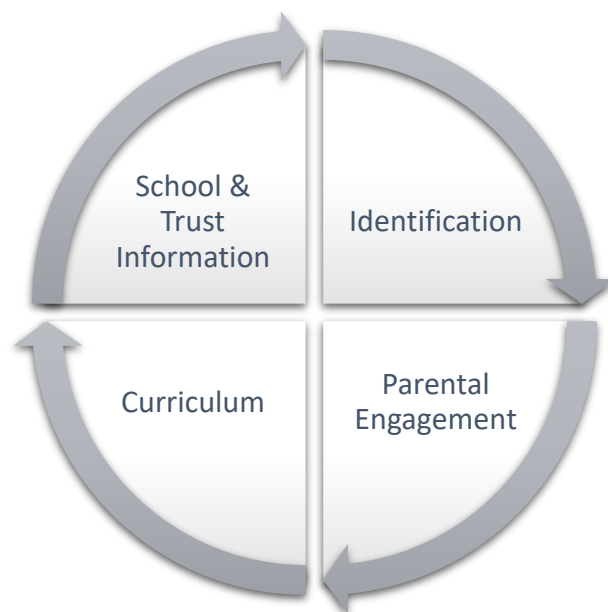 School &
Trust
Information
Identification
Parental
Engagement
Curriculum